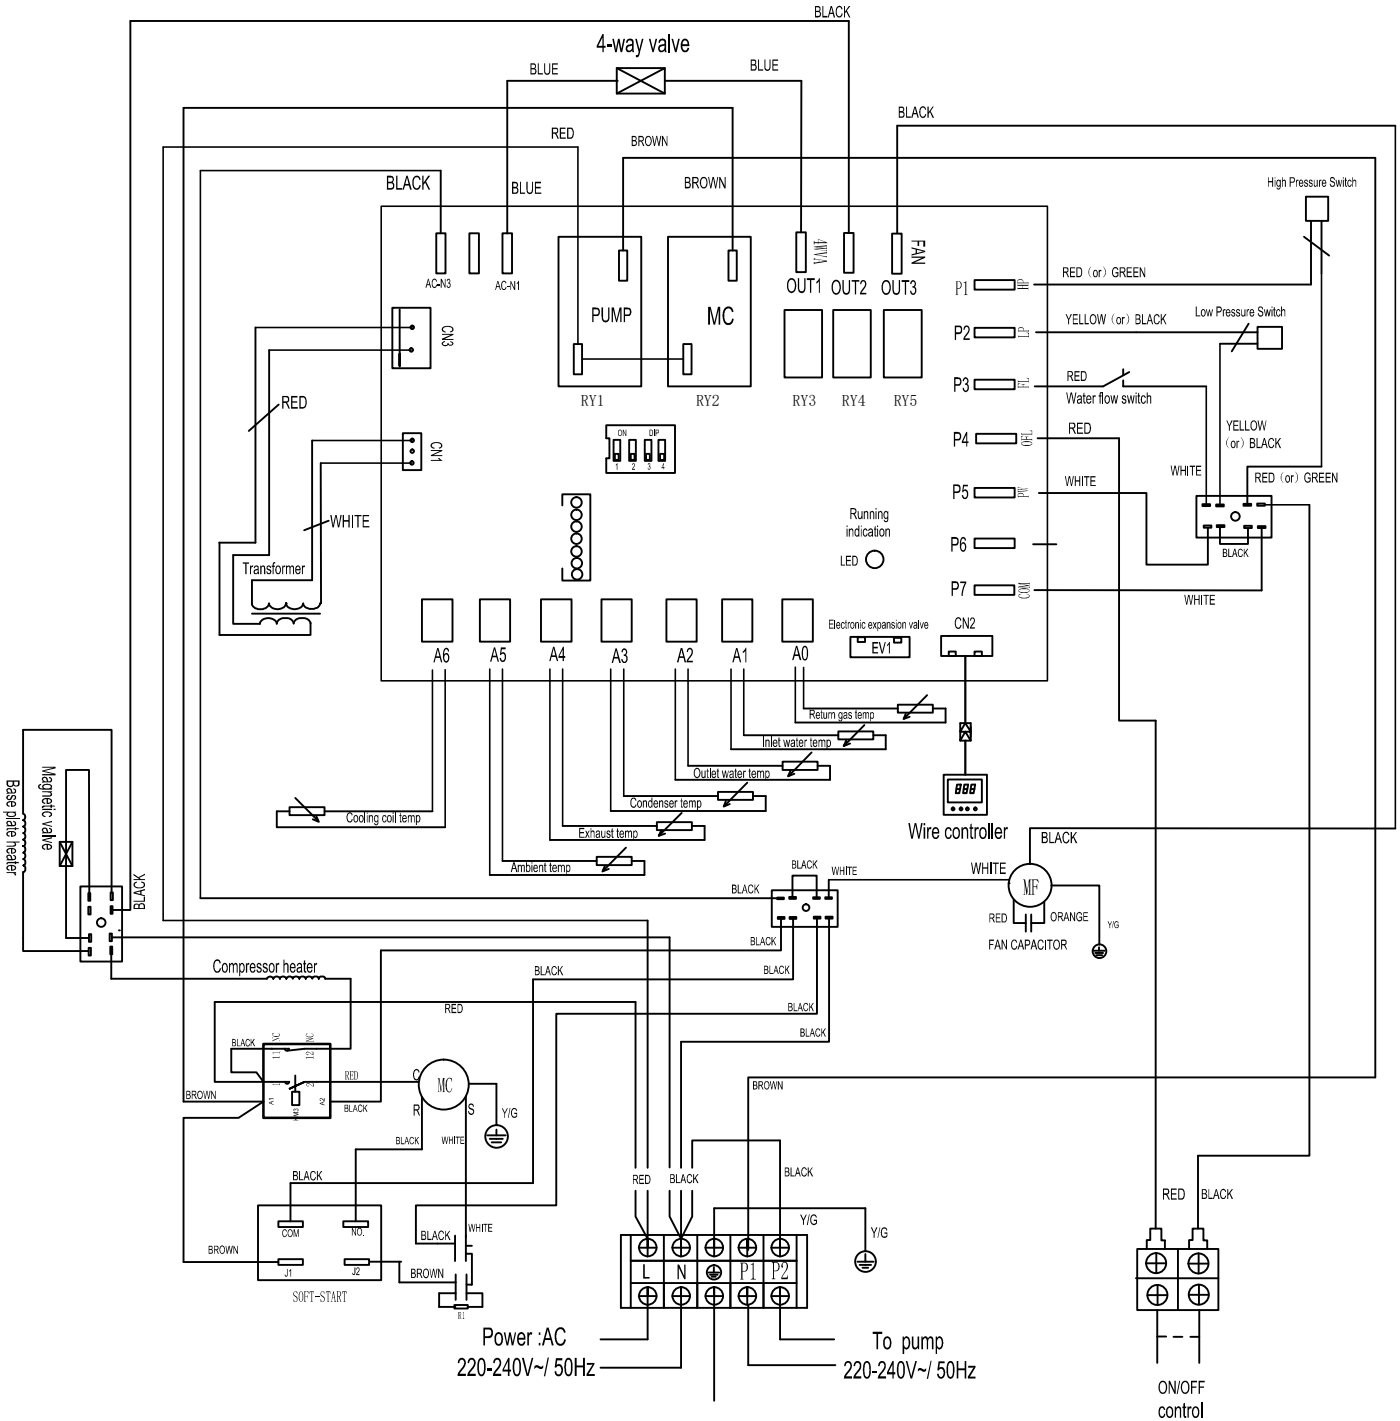 BLACK
4-way valve
BLUE
BLUE
BLACK
RED
BROWN
BLACK
BLUE
BROWN
High Pressure Switch
AC-N3
AC-N1
4WVA
FAN
OUT1
OUT2
OUT3
P1
HP
RED (or) GREEN
PUMP
MC
CN3
P2
LP
YELLOW (or) BLACK
Low Pressure Switch
P3
FL
RED
Water flow switch
RY1
RY2
RY3
RY4
RY5
RED
ON
DIP
1
2
3
4
CN1
P4
OFL
RED
YELLOW
(or) BLACK
WHITE
RED (or) GREEN
P5
PW
WHITE
WHITE
Running
indication
LED
P6
BLACK
Transformer
P7
COM
WHITE
Electronic expansion valve
EV1
CN2
A6
A5
A4
A3
A2
A1
A0
Return gas temp
Inlet water temp
Outlet water temp
Condenser temp
Cooling coil temp
Exhaust temp
Ambient temp
888
Wire controller
Base plate heater
Magnetic valve
BLACK
BLACK
BLACK
BLACK
WHITE
WHITE
MF
RED
ORANGE
FAN CAPACITOR
Y/G
BLACK
BLACK
BLACK
BLACK
BLACK
Compressor heater
RED
BLACK
11
NC
12
NC
1
2
RED
BROWN
A1
KM3
A2
BLACK
C
MC
R
S
Y/G
BLACK
WHITE
BROWN
BLACK
COM
NO.
BROWN
J1
J2
SOFT-START
BLACK
WHITE
BROWN
R1
RED
BLACK
BLACK
Y/G
Y/G
L
N
P1
P2
Power :AC
220-240V~/ 50Hz
To pump
220-240V~/ 50Hz
RED
BLACK
ON/OFF
control